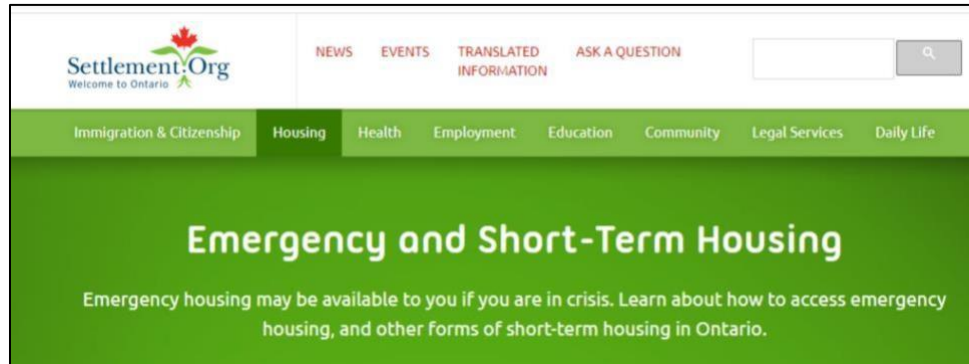 Settlement.Org
Welcome to Ontario
NEWS EVENTS TRANSLATED INFORMATION ASK A QUESTION
Immigration & Citizenship Housing Health Employment Education Community Legal Services Daily Life
Emergency and Short-Term Housing
Emergency housing may be available to you if you are in crisis. Learn about how to access emergency
housing, and other forms of short-term housing in Ontario.